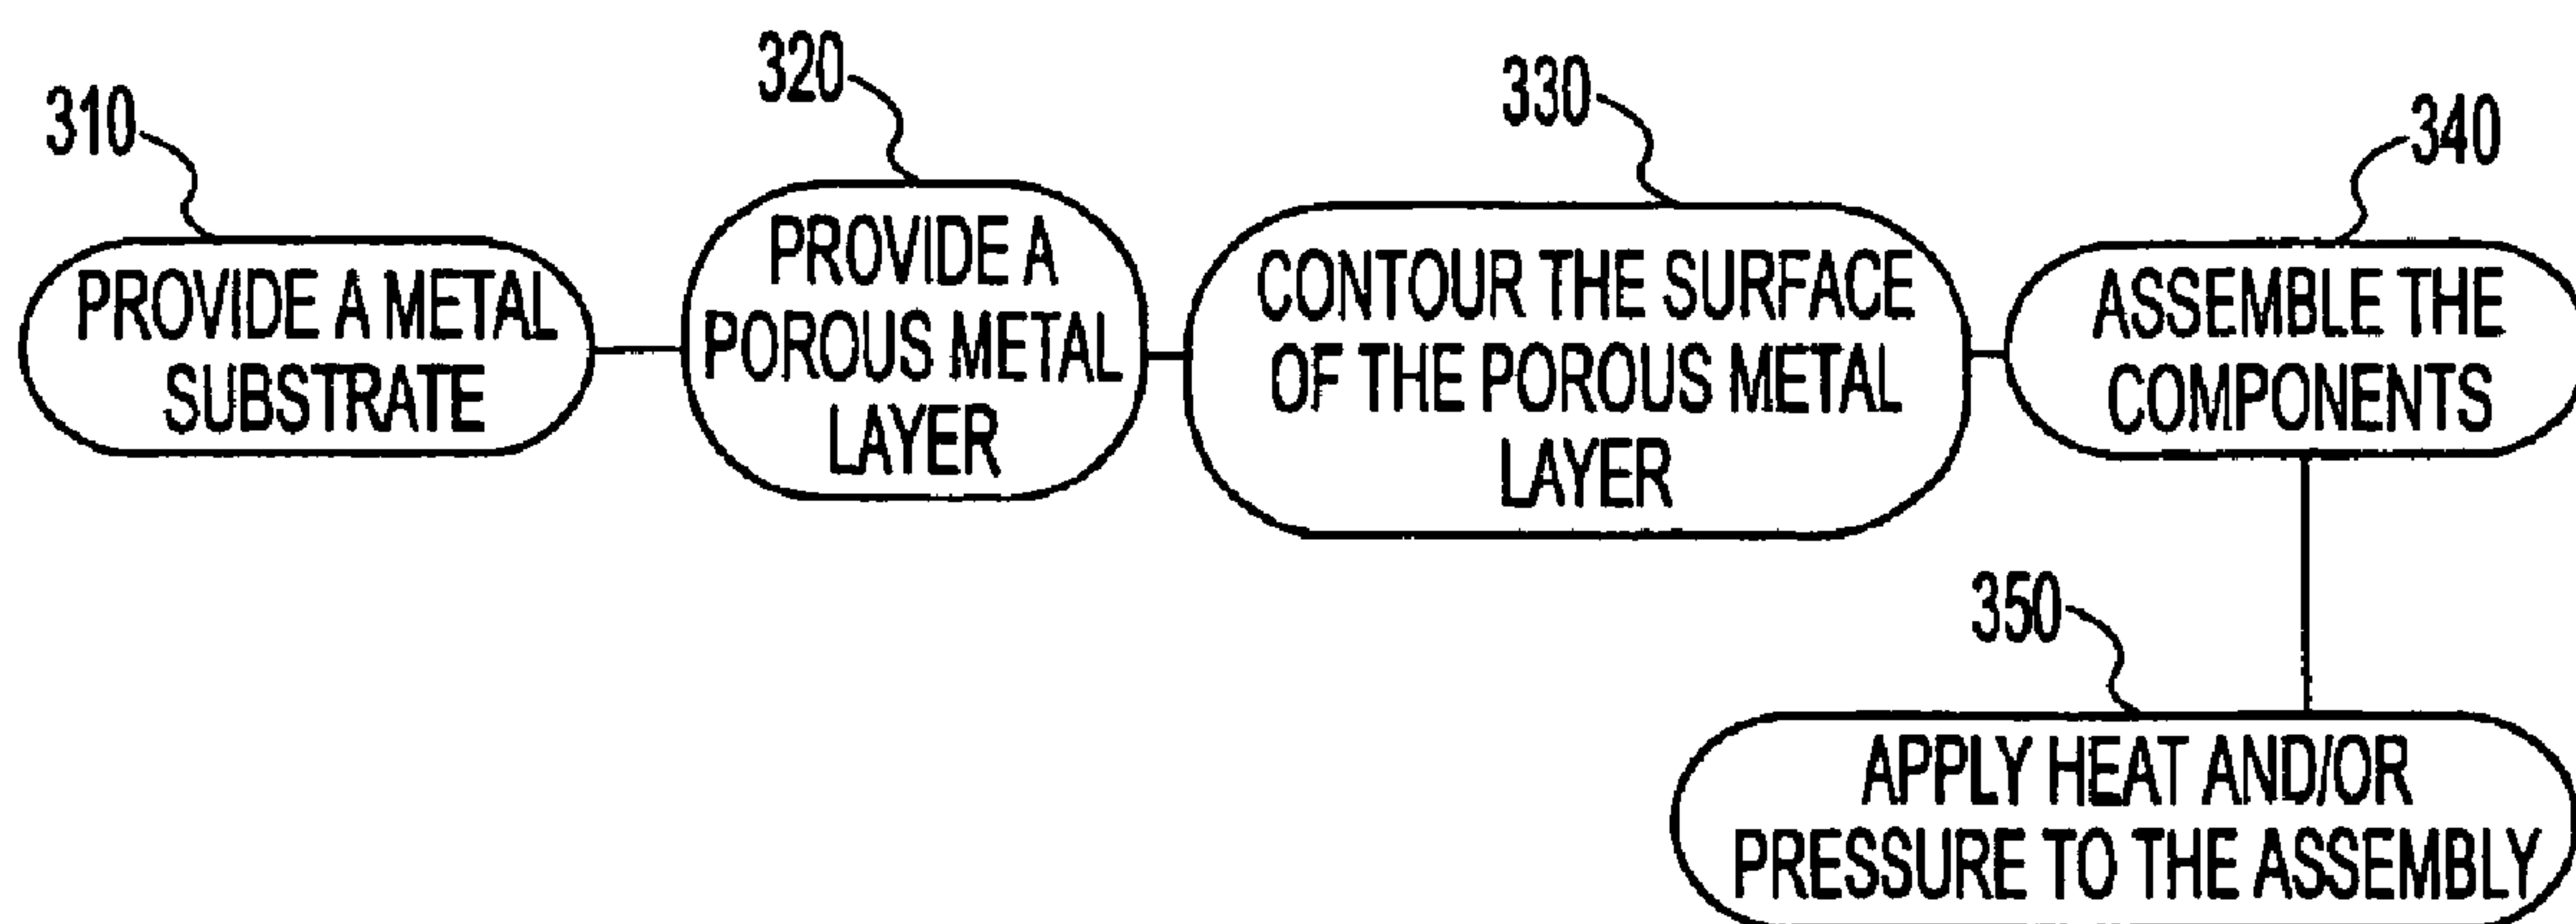 310
PROVIDE A METAL
SUBSTRATE
320
PROVIDE A
POROUS METAL
LAYER
330
CONTOUR THE SURFACE
OF THE POROUS METAL
LAYER
340
ASSEMBLE THE
COMPONENTS
350
APPLY HEAT AND/OR
PRESSURE TO THE ASSEMBLY